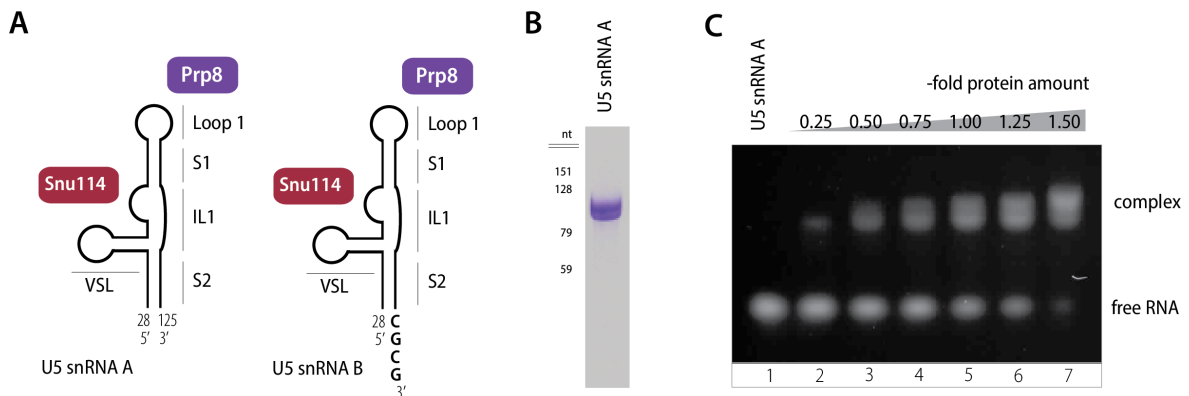 A
Prp8
Loop 1
S1
Snu114
IL1
VSL
S2
28 125
5’ 3’
U5 snRNA A
Prp8
Loop 1
S1
Snu114
IL1
VSL
S2
28
5’
C
G
C
G
3’
U5 snRNA B
B
U5 snRNA A
nt
151
128
79
59
C
U5 snRNA A
-fold protein amount
0.25 0.50 0.75 1.00 1.25 1.50
complex
free RNA
1 2 3 4 5 6 7